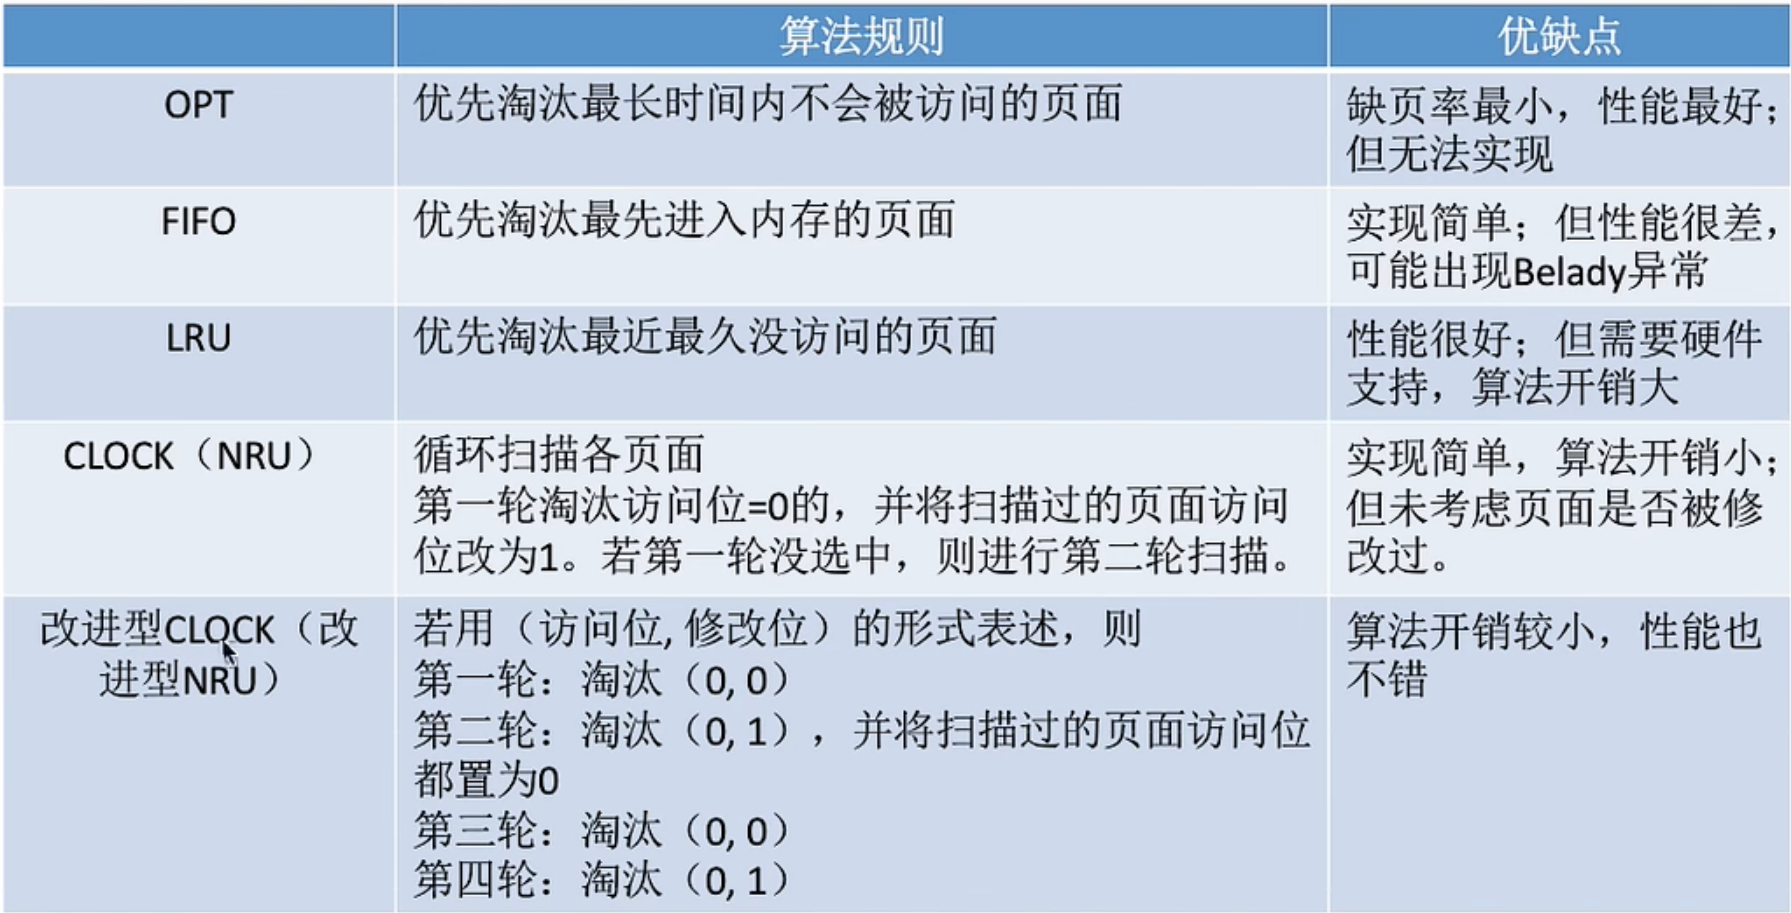 算法规则
优缺点
OPT
优先淘汰最长时间内不会被访问的页面
缺页率最小，性能最好；
但无法实现
FIFO
优先淘汰最先进入内存的页面
实现简单；但性能很差，
可能出现Belady异常
LRU
优先淘汰最近最久没访问的页面
性能很好；但需要硬件
支持，算法开销大
CLOCK（NRU）
循环扫描各页面
第一轮淘汰访问位=0的，并将扫描过的页面访问
位改为1。若第一轮没选中，则进行第二轮扫描。
实现简单，算法开销小；
但未考虑页面是否被修
改过。
改进型CLOCK（改
进型NRU）
若用（访问位, 修改位）的形式表述，则
第一轮：淘汰（0, 0）
第二轮：淘汰（0, 1），并将扫描过的页面访问位
都置为0
第三轮：淘汰（0, 0）
第四轮：淘汰（0, 1）
算法开销较小，性能也
不错